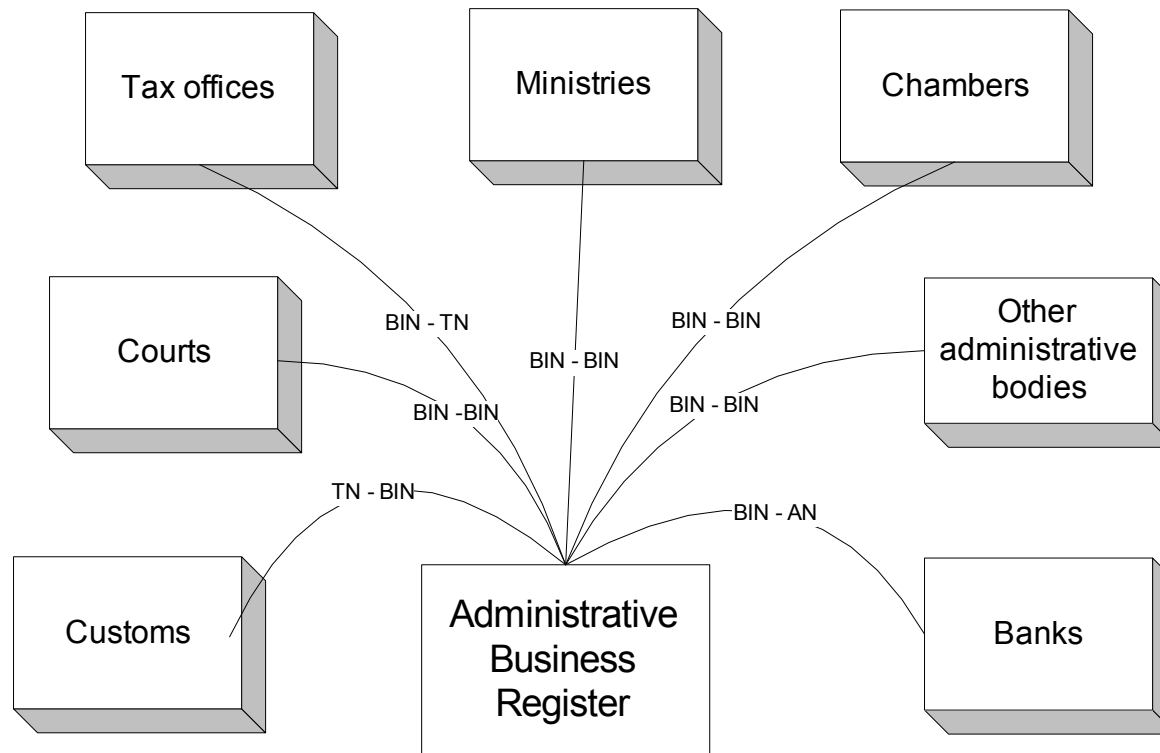 Tax offices
Ministries
Chambers
BIN - TN
BIN - BIN
BIN - BIN
Courts
Other
administrative
bodies
BIN -BIN
BIN - BIN
TN - BIN
BIN - AN
Customs
Administrative
Business
Register
Banks